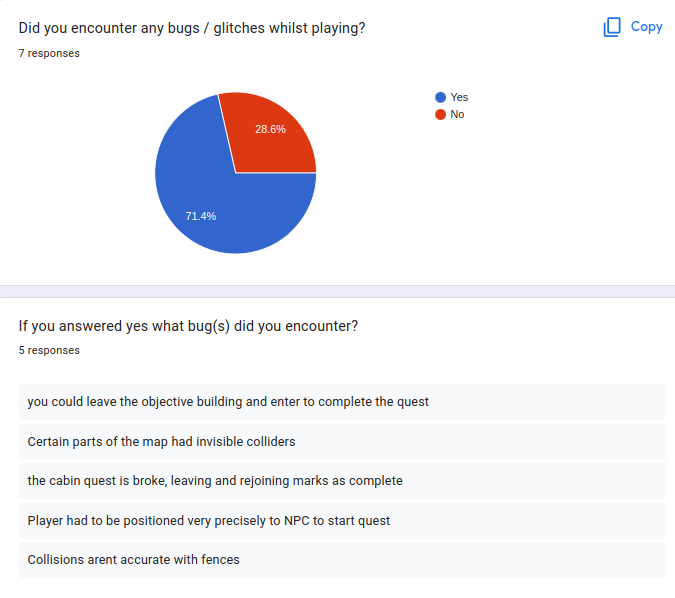 Did you encounter any bugs / glitches whilst playing?
Copy
7 responses
Yes
No
28.6%
71.4%
If you answered yes what bug(s) did you encounter?
5 responses
you could leave the objective building and enter to complete the quest
Certain parts of the map had invisible colliders
the cabin quest is broke, leaving and rejoining marks as complete
Player had to be positioned very precisely to NPC to start quest
Collisions arent accurate with fences